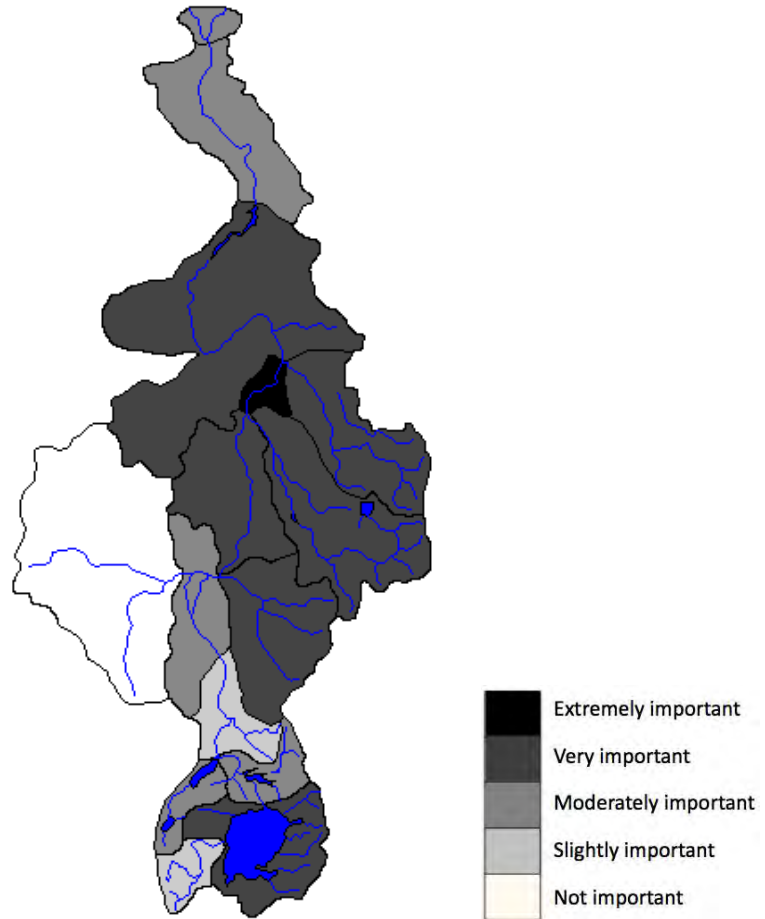 Extremely important
Very important
Moderately important
Slightly important
Not important